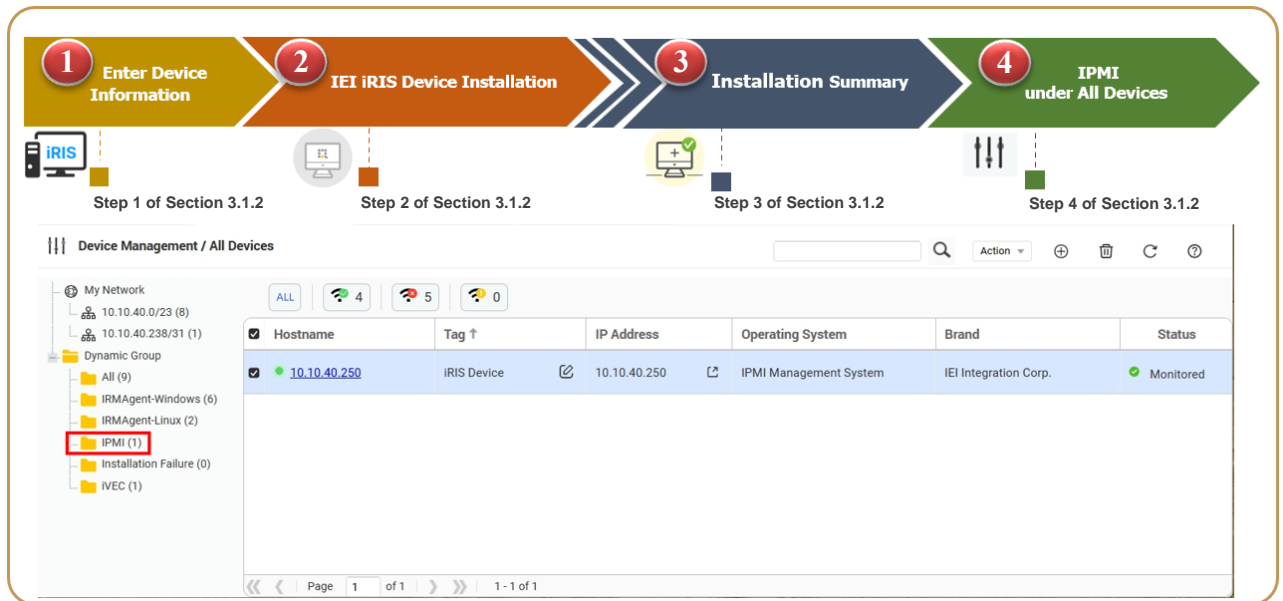 1
Enter Device
Information
2
IEI iRIS Device Installation
3
Installation Summary
4
IPMI
under All Devices
iRIS
Step 1 of Section 3.1.2
Step 2 of Section 3.1.2
Step 3 of Section 3.1.2
Step 4 of Section 3.1.2
Device Management / All Devices
Action
My Network
10.10.40.0/23 (8)
10.10.40.238/31 (1)
Dynamic Group
All (9)
IRMAgent-Windows (6)
IRMAgent-Linux (2)
IPMI (1)
Installation Failure (0)
iVEC (1)
ALL 4 5 0
Hostname Tag ↑ IP Address Operating System Brand Status
10.10.40.250 iRIS Device 10.10.40.250 IPMI Management System IEI Integration Corp. Monitored
Page 1 of 1 1 - 1 of 1